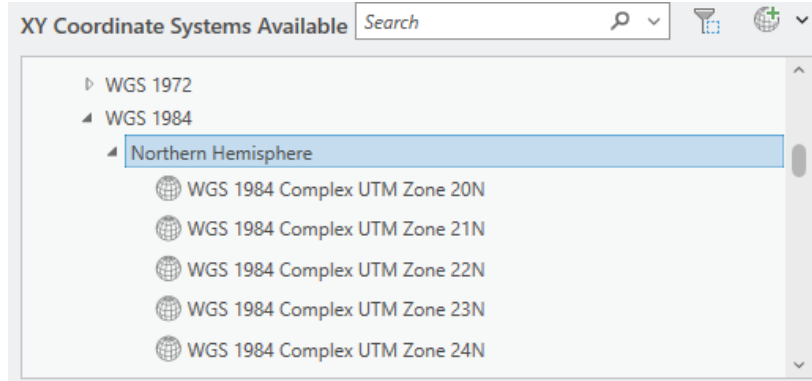 XY Coordinate Systems Available Search
WGS 1972
WGS 1984
Northern Hemisphere
WGS 1984 Complex UTM Zone 20N
WGS 1984 Complex UTM Zone 21N
WGS 1984 Complex UTM Zone 22N
WGS 1984 Complex UTM Zone 23N
WGS 1984 Complex UTM Zone 24N